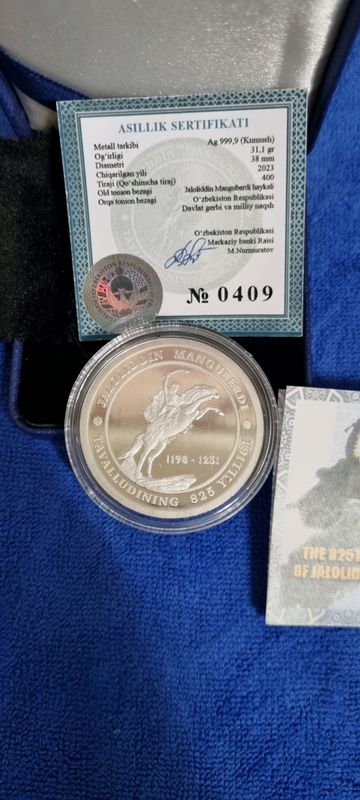 ASILLIK SERTIFIKATI
Metall tarkibi Ag 999,9 (Kumush)
Og'irligi 31,1 gr
Diametri 38 mm
Chiqarilgan yili 2023
Tiraji (Qo'shimcha tiraj) 400
Old tomon bezagi Jaloliddin Manguberdi haykali
Orqa tomon bezagi O'zbekiston Respublikasi
Davlat gerbi va milliy naqsh
O'zbekiston Respublikasi
Markaziy banki Raisi
M.Nurmuratov
№ 0409
JALOLIDDIN MANGUBERDI
1198 - 1231
TAVALLUDINING 825 YILLIGI
THE 825
OF JALOLID